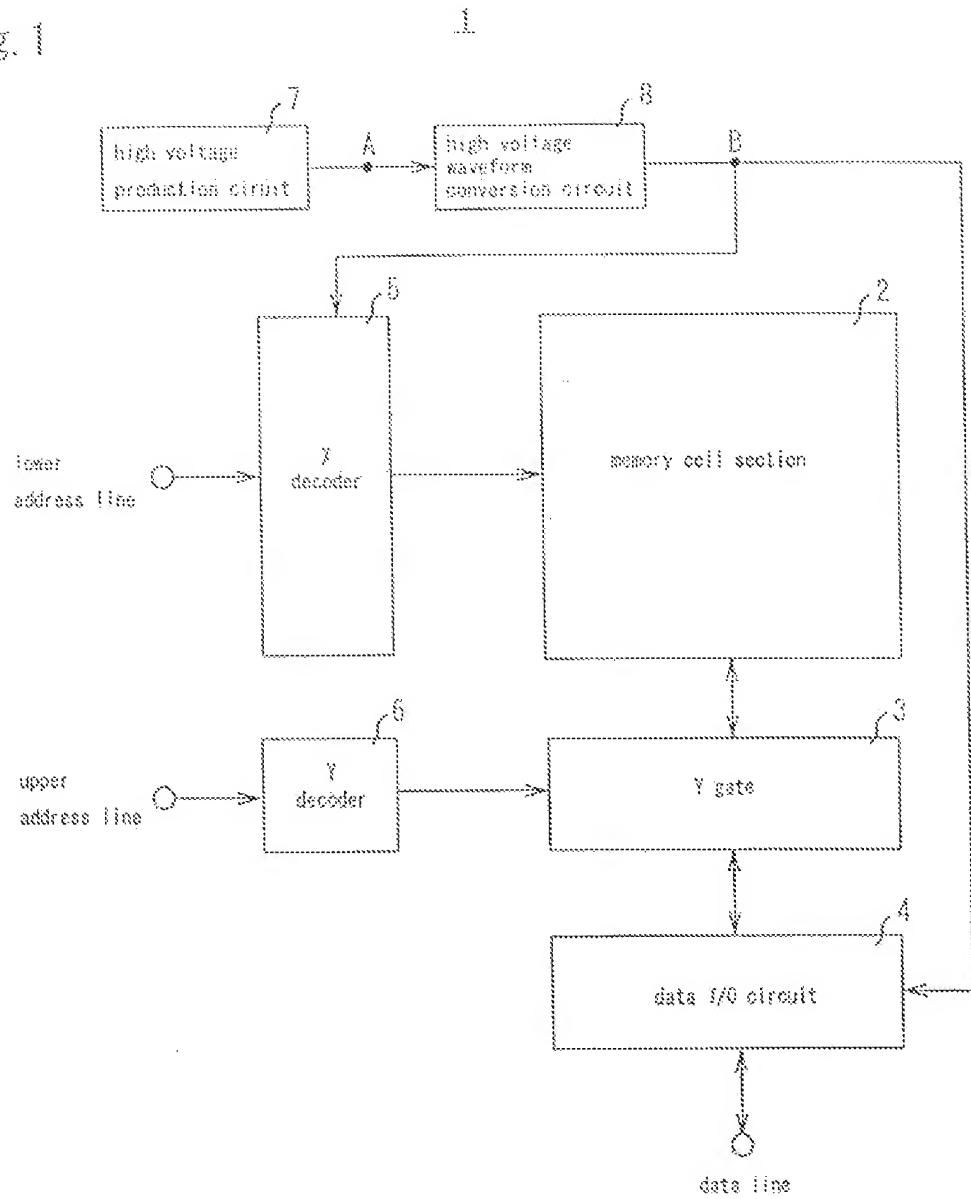 g. 1
1
7
high voltage
production ciruit
A
8
high voltage
waveform
conversion circuit
B
5
X
decoder
2
memory cell section
lower
address line
6
Y
decoder
3
Y gate
upper
address line
4
data I/O circuit
data line